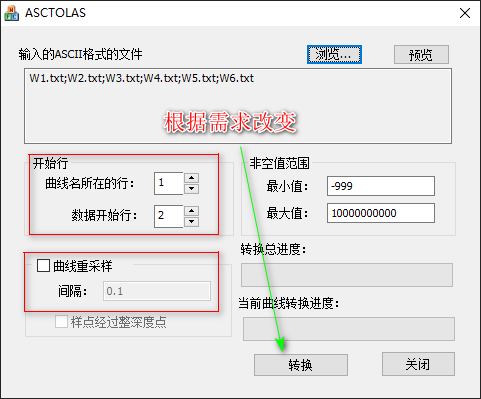 ASCTOLAS
输入的ASCII格式的文件
浏览...
预览
W1.txt;W2.txt;W3.txt;W4.txt;W5.txt;W6.txt
根据需求改变
开始行
曲线名所在的行：
1
数据开始行：
2
非空值范围
最小值：
-999
最大值：
10000000000
曲线重采样
间隔：
0.1
样点经过整深度点
转换总进度：
当前曲线转换进度：
转换
关闭